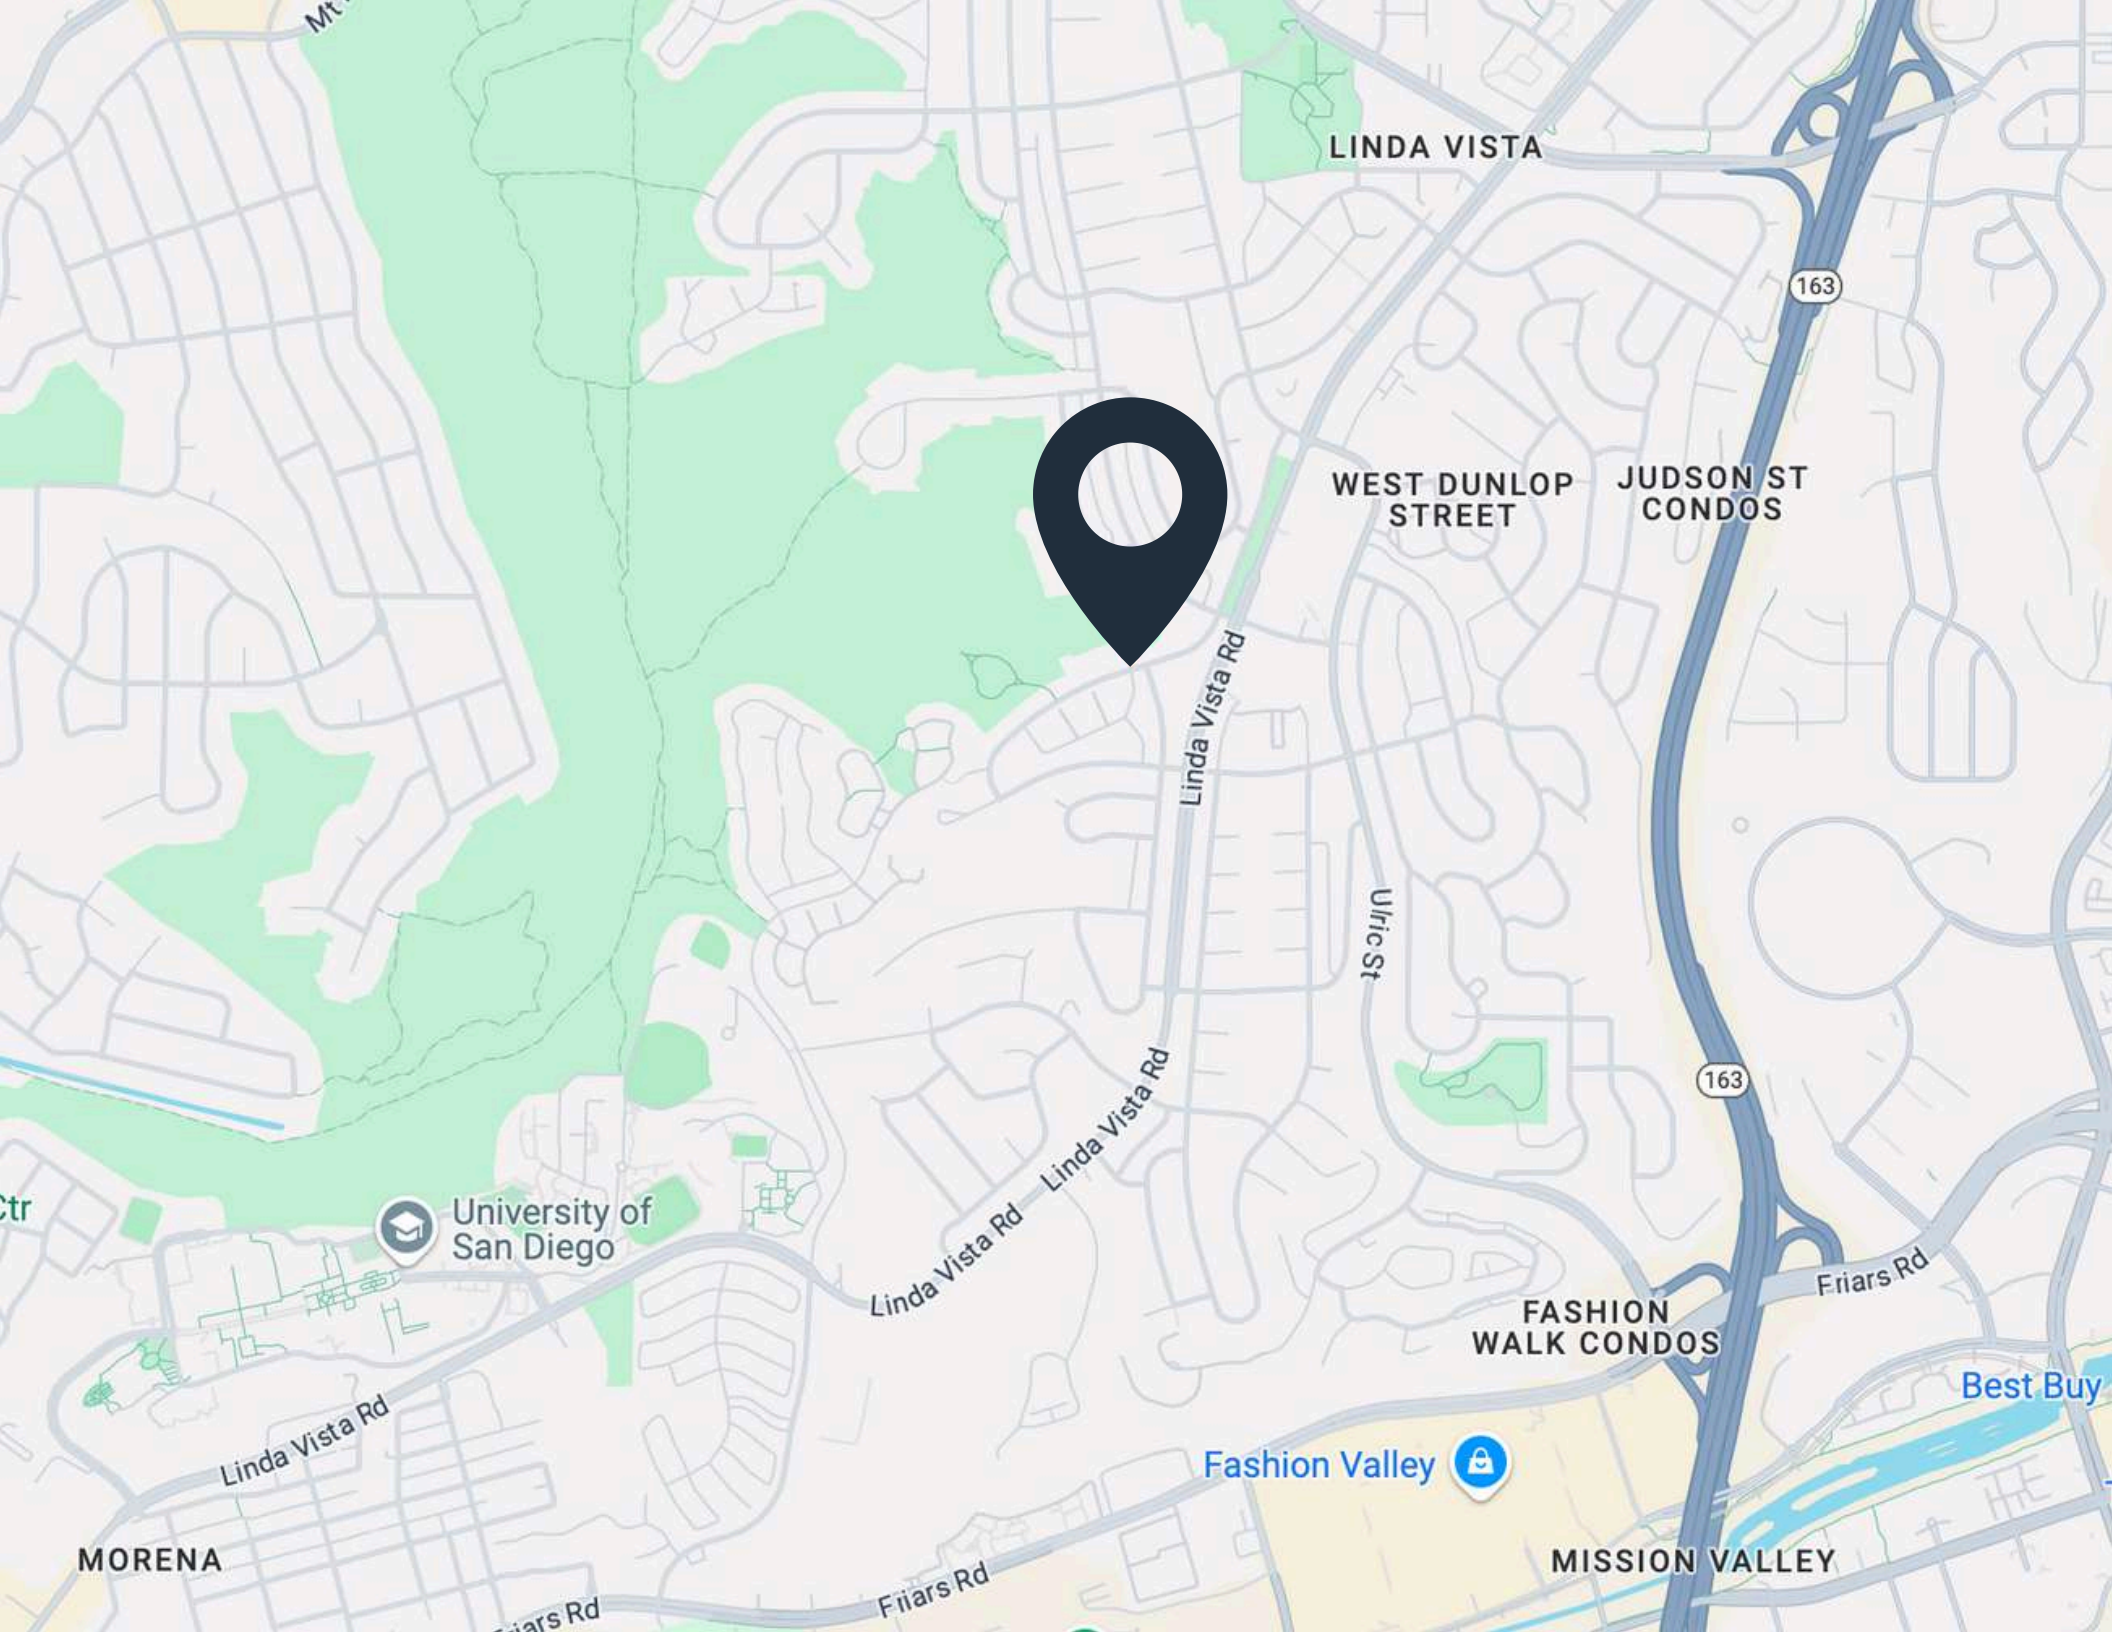 Mt
LINDA VISTA
163
WEST DUNLOP
STREET
JUDSON ST
CONDOS
Linda Vista Rd
Ulric St
Linda Vista Rd
163
Ctr
University of
San Diego
Linda Vista Rd
Friars Rd
FASHION
WALK CONDOS
Best Buy
Linda Vista Rd
Fashion Valley
MORENA
MISSION VALLEY
Friars Rd
riars Rd